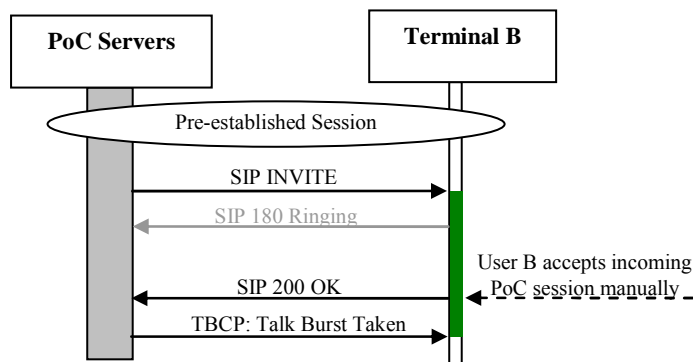 PoC Servers
Terminal B
Pre-established Session
SIP INVITE
SIP 180 Ringing
User B accepts incoming
PoC session manually
SIP 200 OK
TBCP: Talk Burst Taken